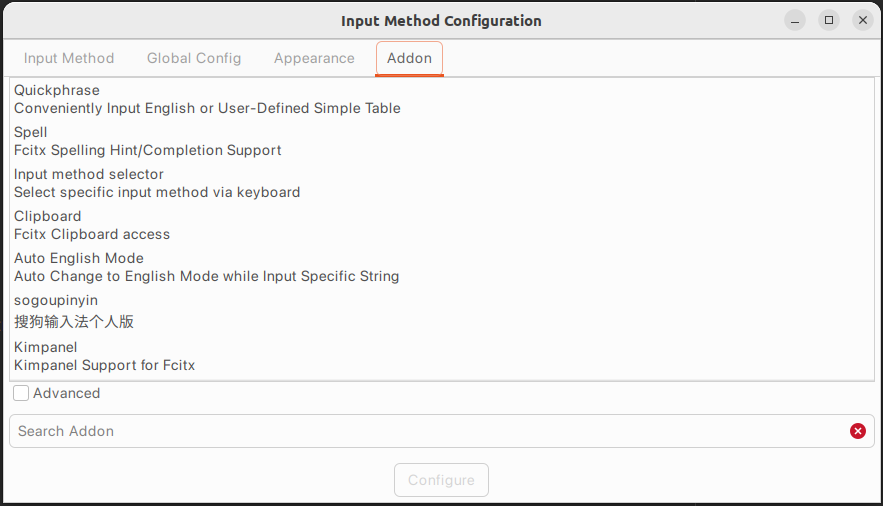 Input Method Configuration
Input Method Global Config Appearance Addon
Quickphrase
Conveniently Input English or User-Defined Simple Table
Spell
Fcitx Spelling Hint/Completion Support
Input method selector
Select specific input method via keyboard
Clipboard
Fcitx Clipboard access
Auto English Mode
Auto Change to English Mode while Input Specific String
sogoupinyin
搜狗输入法个人版
Kimpanel
Kimpanel Support for Fcitx
Advanced
Search Addon
Configure